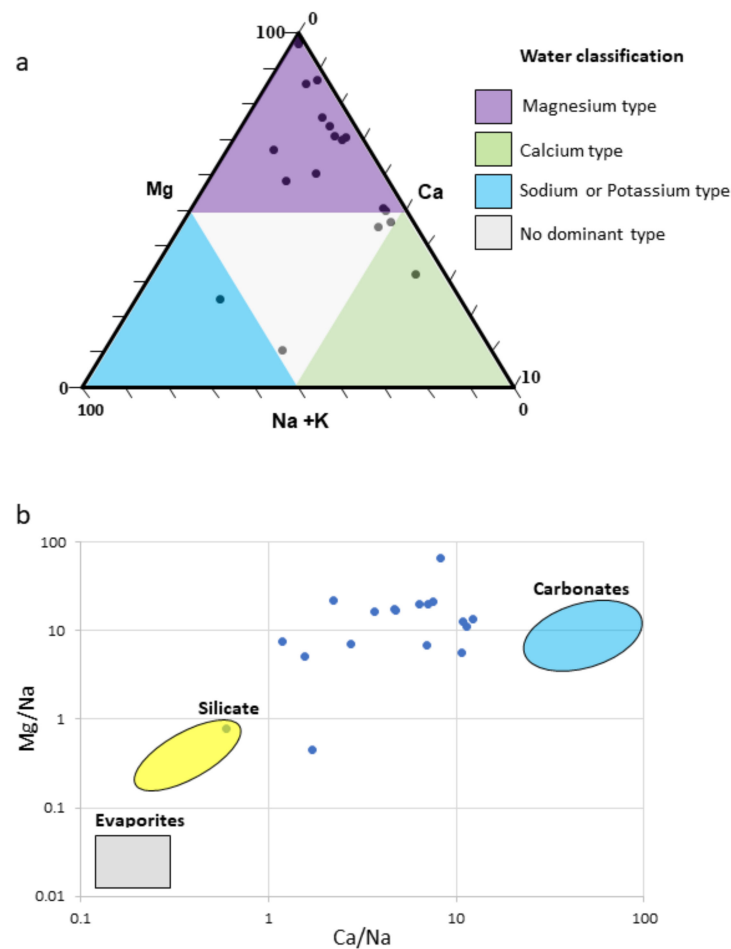 a
100
0
Water classification
Magnesium type
Calcium type
Sodium or Potassium type
No dominant type
Mg
Ca
0
10
100
0
Na +K
b
100
10
1
0.1
0.01
Carbonates
Silicate
Evaporites
Mg/Na
0.1
1
10
100
Ca/Na